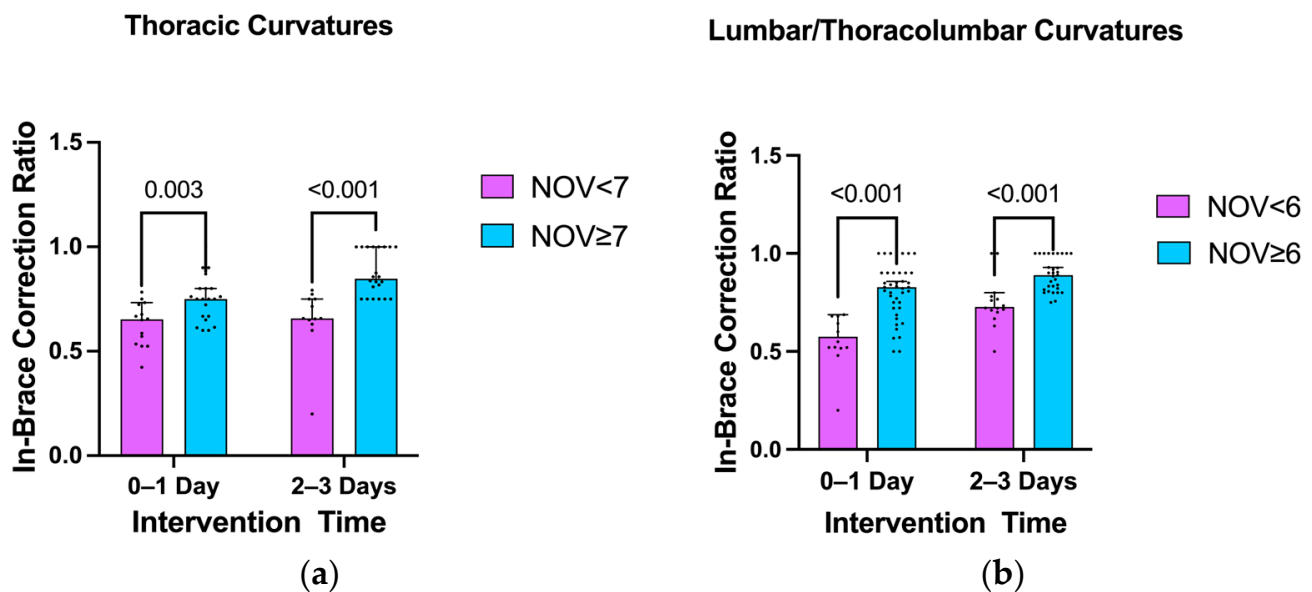 Thoracic Curvatures
In-Brace Correction Ratio
1.5
1.0
0.5
0.0
0.003
<0.001
NOV<7
NOV≥7
0–1 Day
2–3 Days
Intervention Time
(a)
Lumbar/Thoracolumbar Curvatures
In-Brace Correction Ratio
1.5
1.0
0.5
0.0
<0.001
<0.001
NOV<6
NOV≥6
0–1 Day
2–3 Days
Intervention Time
(b)